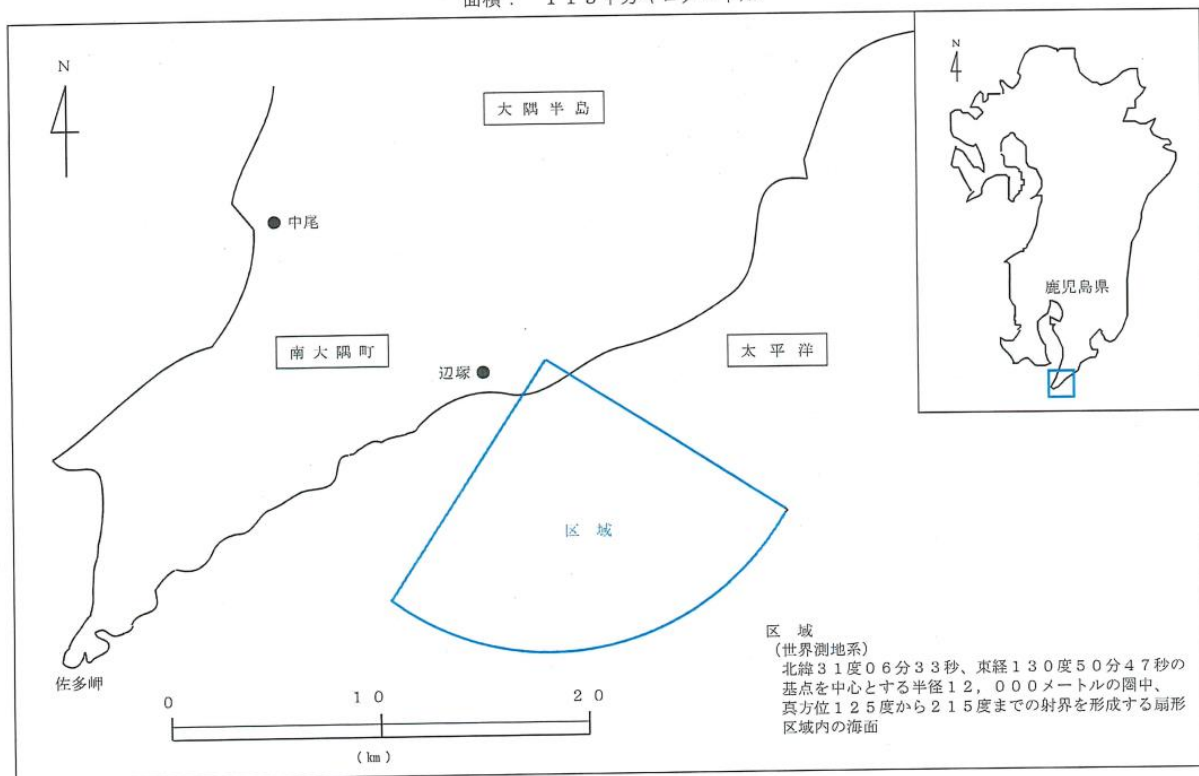 N
大隅半島
中尾
南大隅町
太平洋
辺塚
区域
佐多岬
0 10 20
(km)
N
鹿児島県
区 域
(世界測地系)
北緯31度06分33秒、東経130度50分47秒の
基点を中心とする半径12,000メートルの圏中、
真方位125度から215度までの射界を形成する扇形
区域内の海面